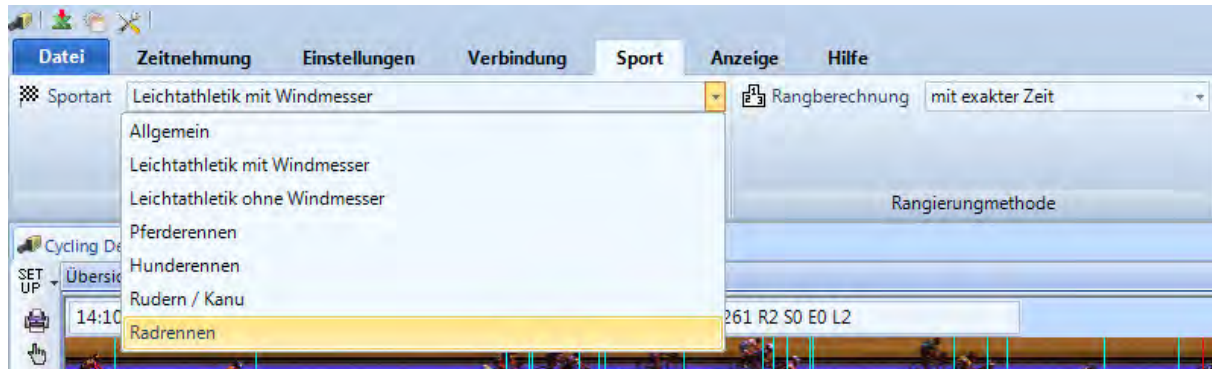 Datei Zeitnehmung Einstellungen Verbindung Sport Anzeige Hilfe
Sportart Leichtathletik mit Windmesser Rangberechnung mit exakter Zeit
Allgemein
Leichtathletik mit Windmesser
Leichtathletik ohne Windmesser
Rangierungmethode
Pferderennen
Cycling
Hunderennen
SET UP
Rudern / Kanu
14:10 261 R2 S0 E0 L2
Radrennen